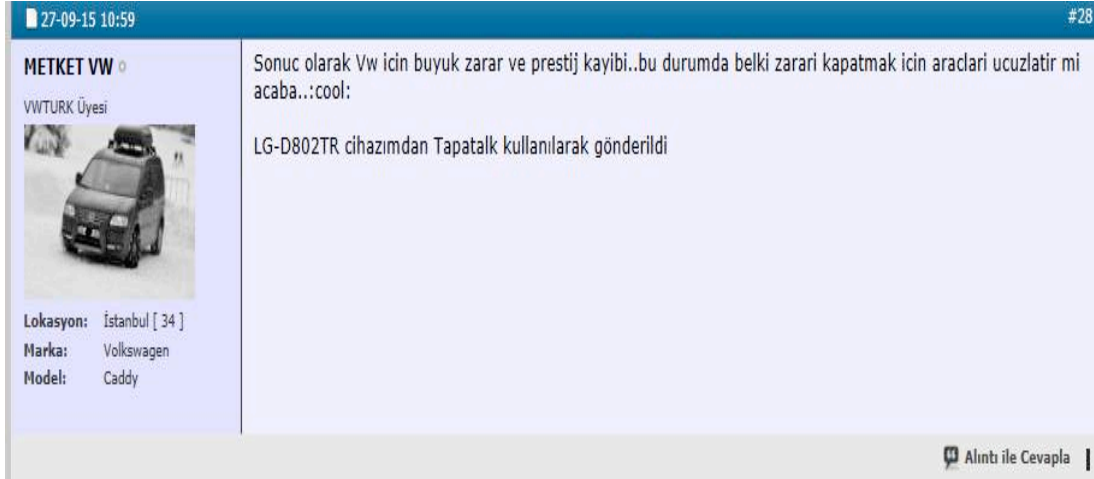 27-09-15 10:59
#28
METKET VW
VWTURK Üyesi
Lokasyon: İstanbul [ 34 ]
Marka: Volkswagen
Model: Caddy
Sonuc olarak Vw icin buyuk zarar ve prestij kayibi..bu durumda belki zarari kapatmak icin araclari ucuzlatir mi
acaba..:cool:
LG-D802TR cihazımdan Tapatalk kullanılarak gönderildi
Alıntı ile Cevapla